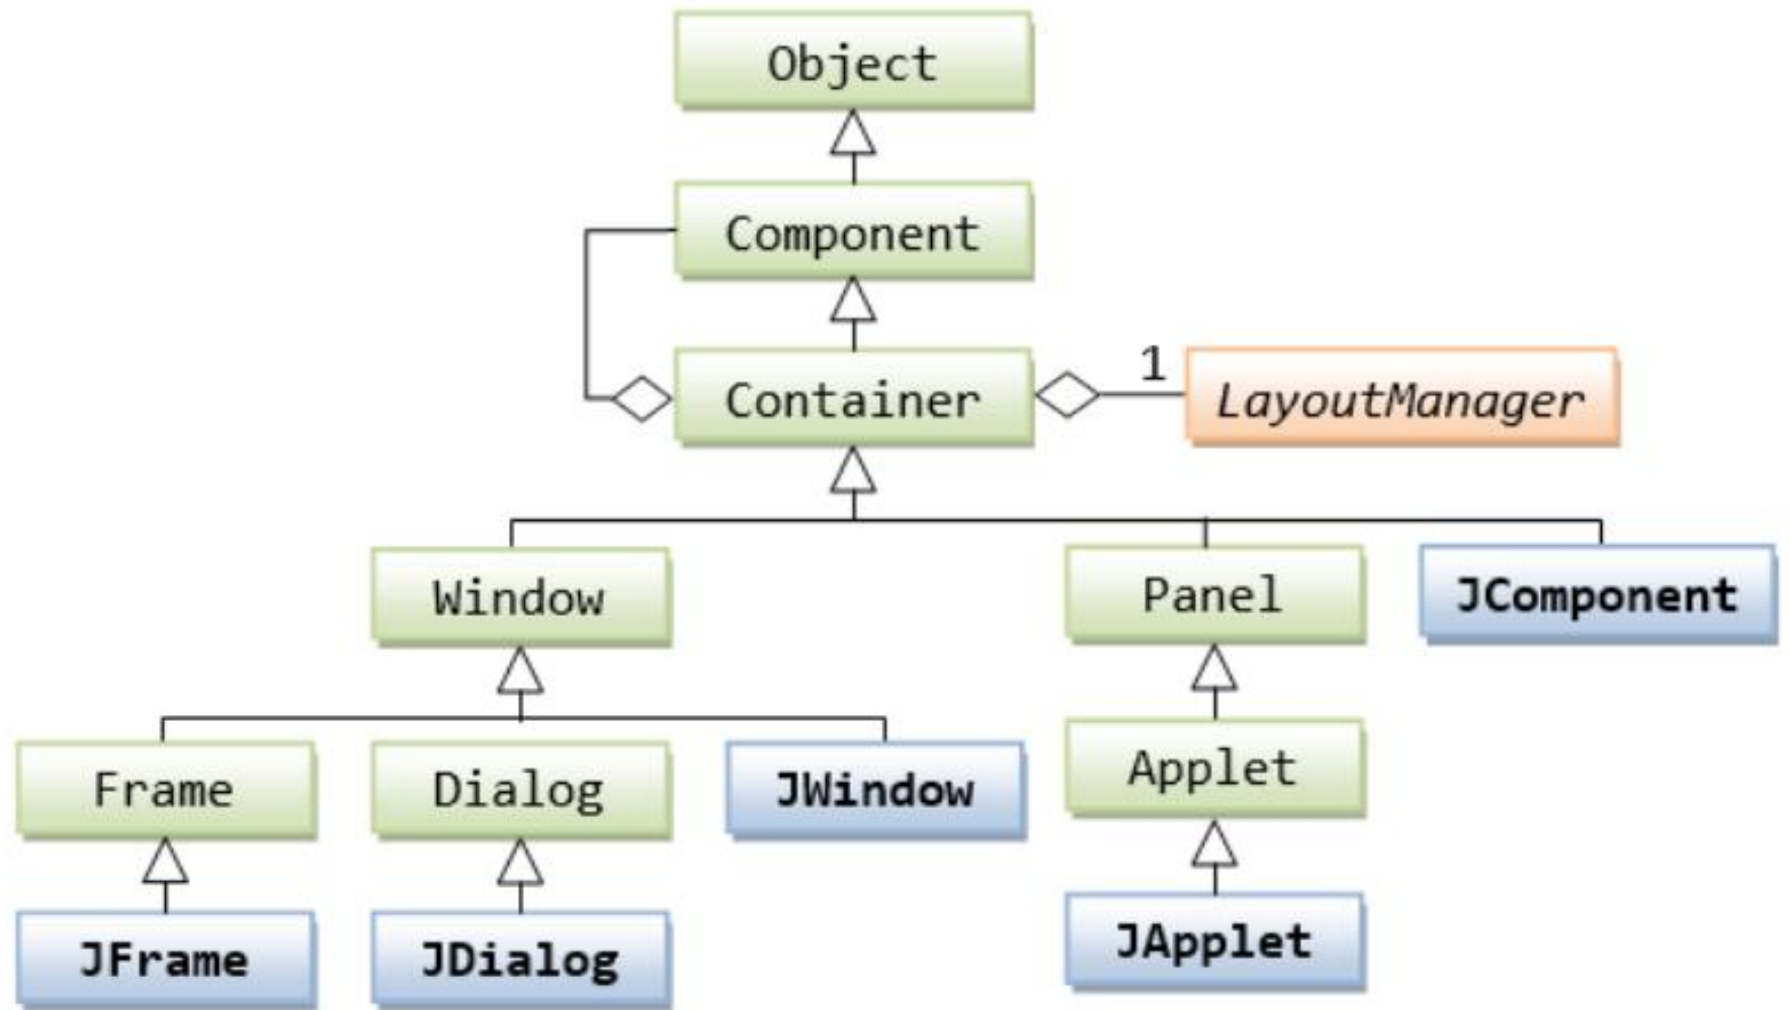 Object
Component
Container
1
LayoutManager
Window
Panel
JComponent
Frame
Dialog
JWindow
Applet
JFrame
JDialog
JApplet